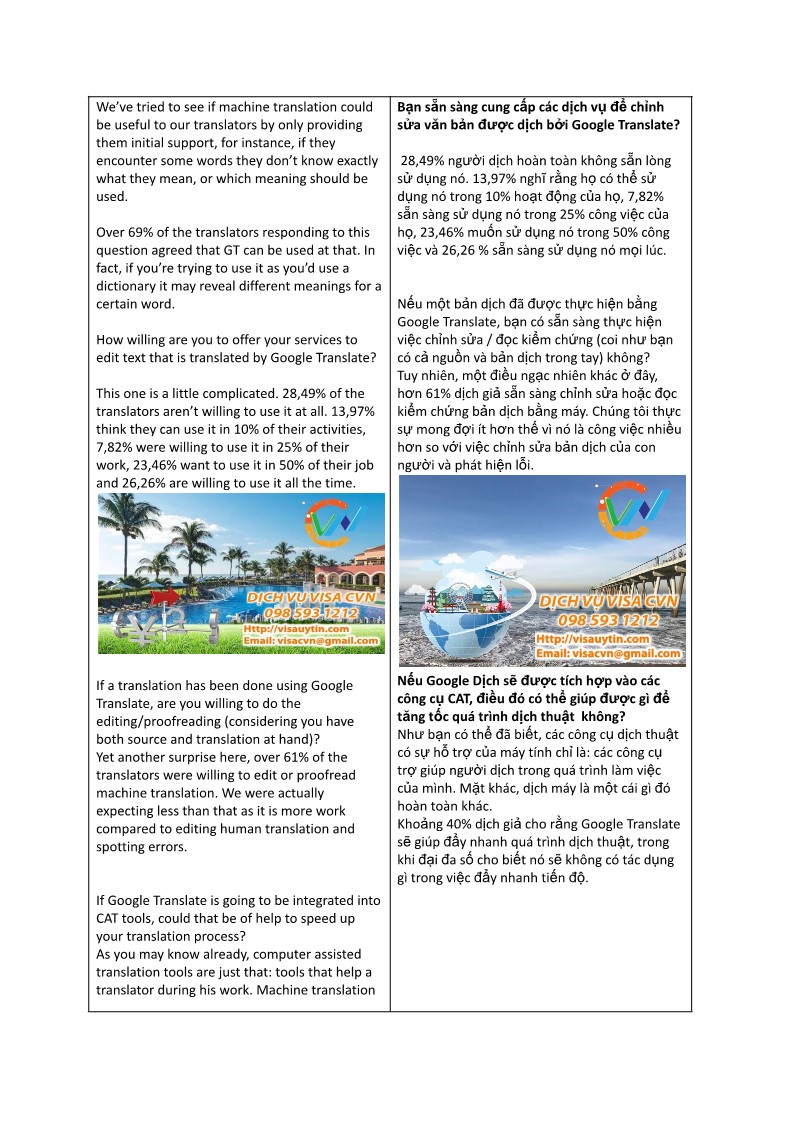 We’ve tried to see if machine translation could
be useful to our translators by only providing
them initial support, for instance, if they
encounter some words they don’t know exactly
what they mean, or which meaning should be
used.
Over 69% of the translators responding to this
question agreed that GT can be used at that. In
fact, if you’re trying to use it as you’d use a
dictionary it may reveal different meanings for a
certain word.
How willing are you to offer your services to
edit text that is translated by Google Translate?
This one is a little complicated. 28,49% of the
translators aren’t willing to use it at all. 13,97%
think they can use it in 10% of their activities,
7,82% were willing to use it in 25% of their
work, 23,46% want to use it in 50% of their job
and 26,26% are willing to use it all the time.
CVN
DỊCH VỤ VISA CVN
098 593 1212
Http://visauytin.com
Email: visacvn@gmail.com
If a translation has been done using Google
Translate, are you willing to do the
editing/proofreading (considering you have
both source and translation at hand)?
Yet another surprise here, over 61% of the
translators were willing to edit or proofread
machine translation. We were actually
expecting less than that as it is more work
compared to editing human translation and
spotting errors.
If Google Translate is going to be integrated into
CAT tools, could that be of help to speed up
your translation process?
As you may know already, computer assisted
translation tools are just that: tools that help a
translator during his work. Machine translation
Bạn sẵn sàng cung cấp các dịch vụ để chỉnh
sửa văn bản được dịch bởi Google Translate?
28,49% người dịch hoàn toàn không sẵn lòng
sử dụng nó. 13,97% nghĩ rằng họ có thể sử
dụng nó trong 10% hoạt động của họ, 7,82%
sẵn sàng sử dụng nó trong 25% công việc của
họ, 23,46% muốn sử dụng nó trong 50% công
việc và 26,26 % sẵn sàng sử dụng nó mọi lúc.
Nếu một bản dịch đã được thực hiện bằng
Google Translate, bạn có sẵn sàng thực hiện
việc chỉnh sửa / đọc kiểm chứng (coi như bạn
có cả nguồn và bản dịch trong tay) không?
Tuy nhiên, một điều ngạc nhiên khác ở đây,
hơn 61% dịch giả sẵn sàng chỉnh sửa hoặc đọc
kiểm chứng bản dịch bằng máy. Chúng tôi thực
sự mong đợi ít hơn thế vì nó là công việc nhiều
hơn so với việc chỉnh sửa bản dịch của con
người và phát hiện lỗi.
CVN
DỊCH VỤ VISA CVN
098 593 1212
Http://visauytin.com
Email: visacvn@gmail.com
Nếu Google Dịch sẽ được tích hợp vào các
công cụ CAT, điều đó có thể giúp được gì để
tăng tốc quá trình dịch thuật  không?
Như bạn có thể đã biết, các công cụ dịch thuật
có sự hỗ trợ của máy tính chỉ là: các công cụ
trợ giúp người dịch trong quá trình làm việc
của mình. Mặt khác, dịch máy là một cái gì đó
hoàn toàn khác.
Khoảng 40% dịch giả cho rằng Google Translate
sẽ giúp đẩy nhanh quá trình dịch thuật, trong
khi đại đa số cho biết nó sẽ không có tác dụng
gì trong việc đẩy nhanh tiến độ.